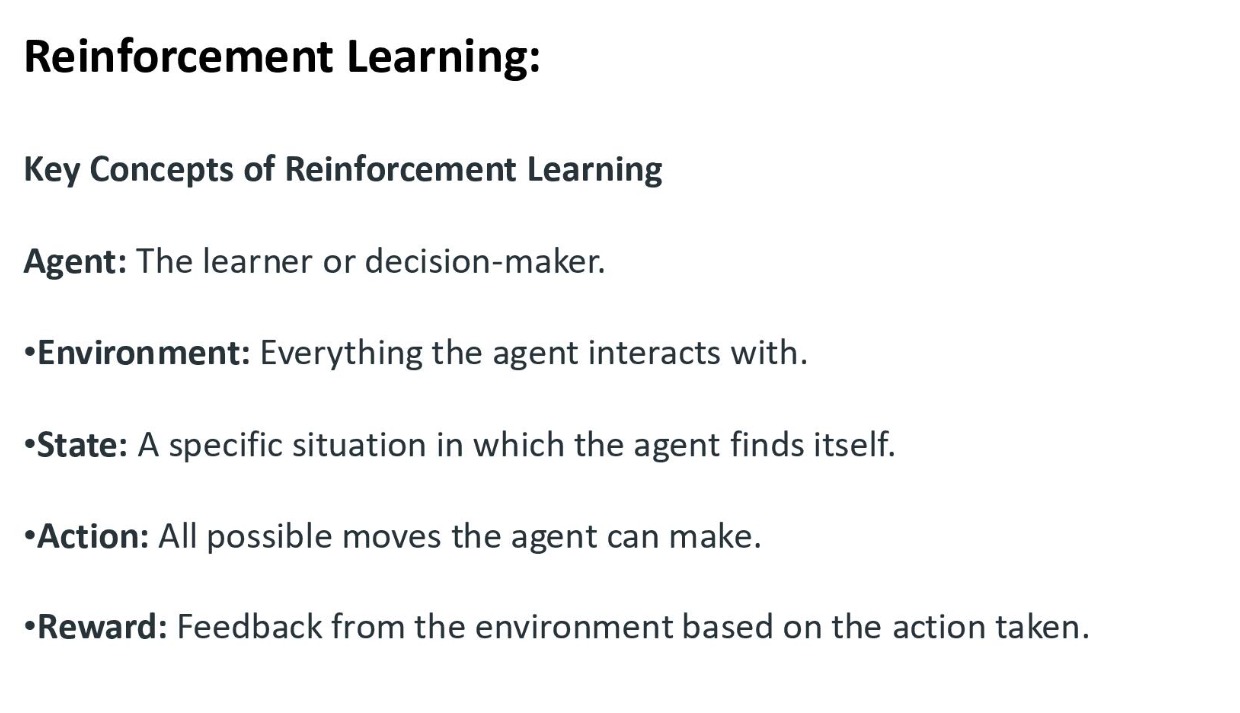 Reinforcement Learning:
Key Concepts of Reinforcement Learning
Agent: The learner or decision-maker.
•Environment: Everything the agent interacts with.
•State: A specific situation in which the agent finds itself.
•Action: All possible moves the agent can make.
•Reward: Feedback from the environment based on the action taken.